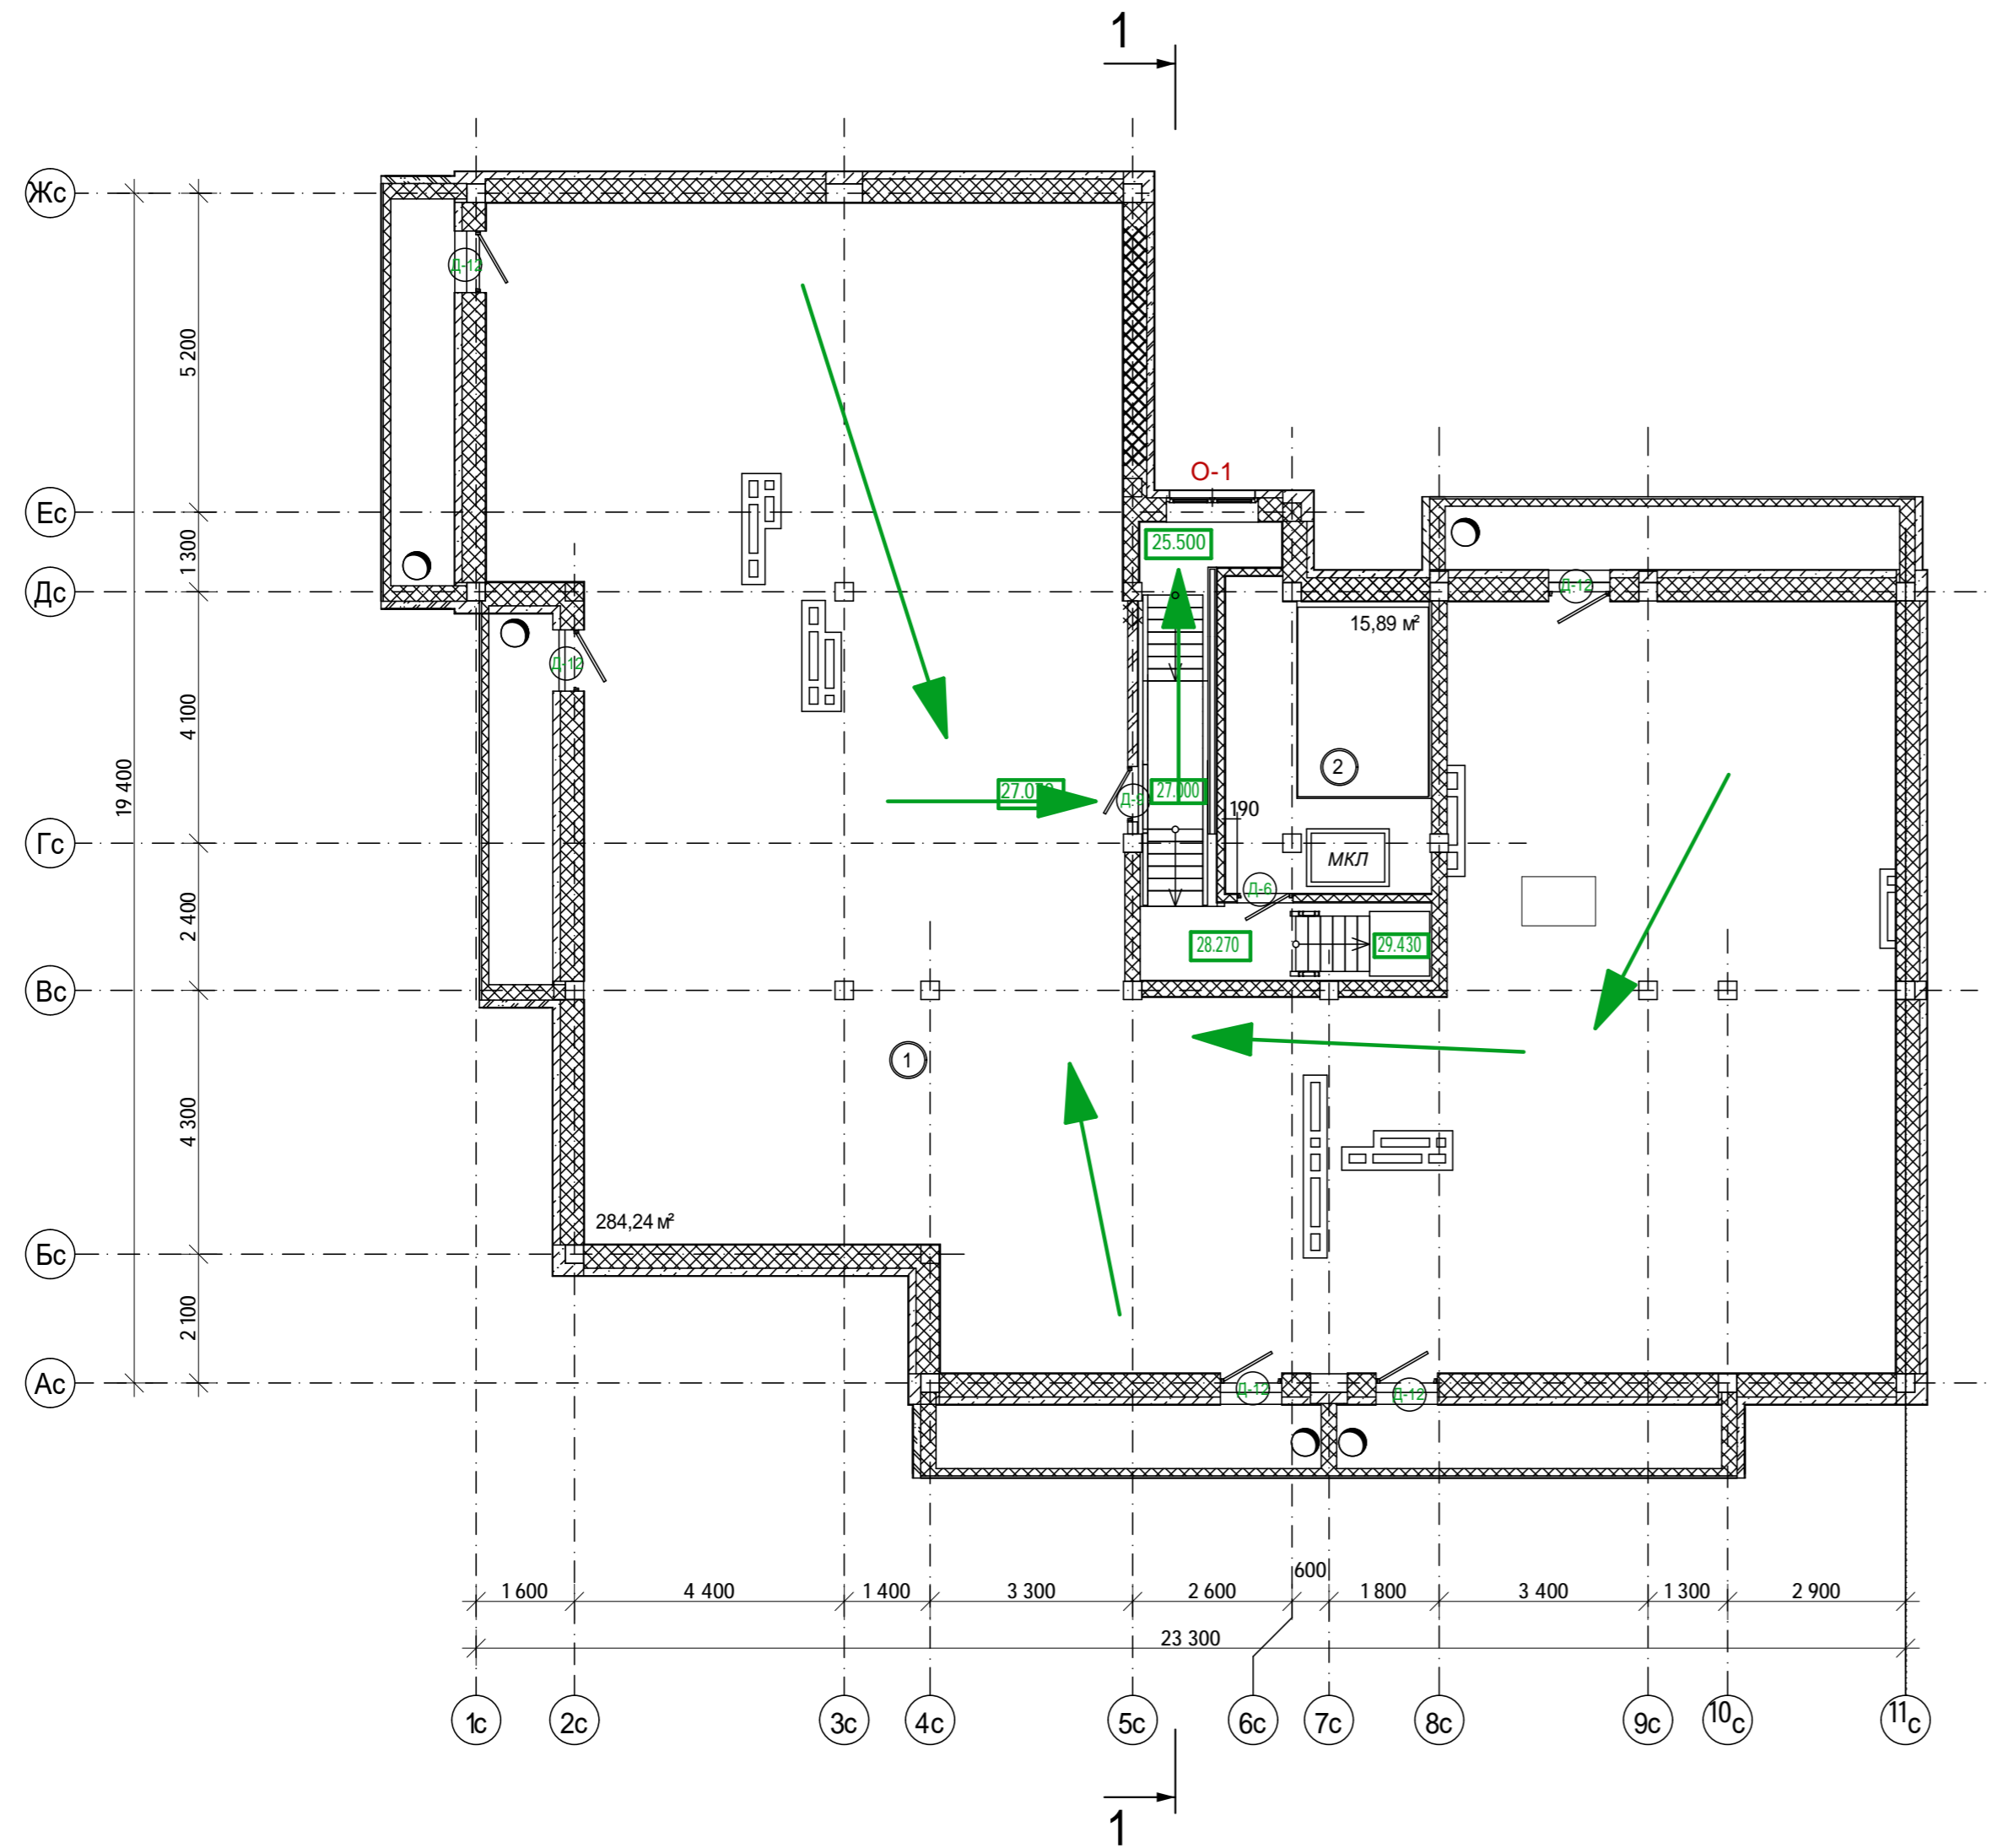 1
Жс
Д-12
5 200
О-1
Ес
25.500
1 300
Дс
Д-12
15,89 м²
Д-12
4 100
19 400
2
Д-9
27.000
190
Гс
МКЛ
Д-6
2 400
28.270
29.430
Вс
1
4 300
284,24 м²
Бс
2 100
Ас
Д-12
Д-12
600
1 600
4 400
1 400
3 300
2 600
1 800
3 400
1 300
2 900
23 300
1с
2с
3с
4с
5с
6с
7с
8с
9с
10с
11с
1